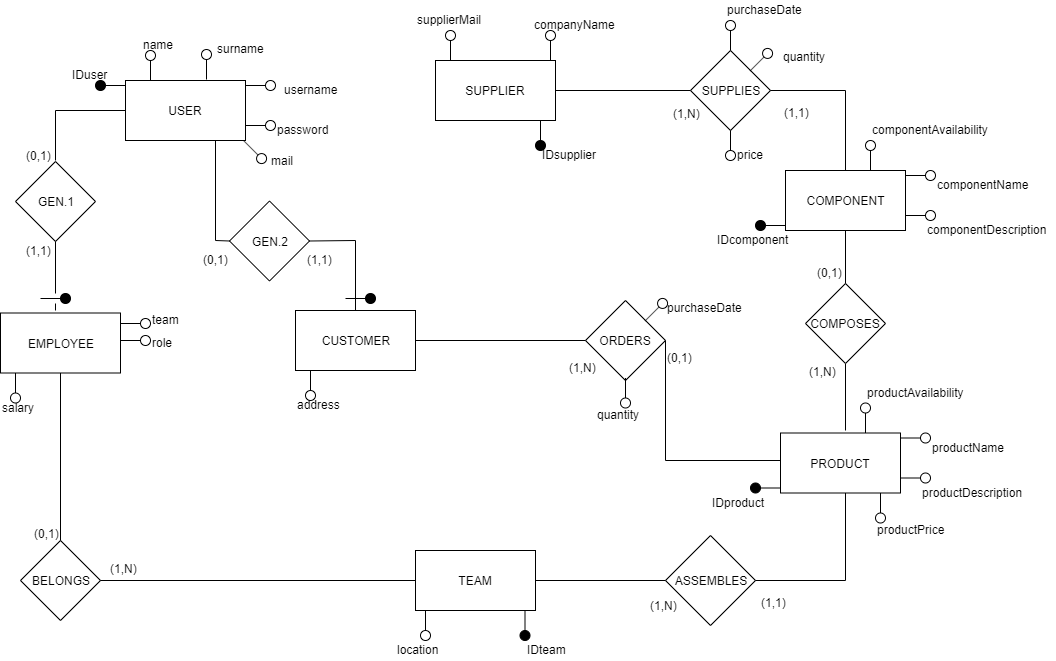 supplierMail
companyName
purchaseDate
quantity
name
surname
IDuser
username
USER
password
mail
SUPPLIER
SUPPLIES
(1,N)
(1,1)
IDsupplier
price
componentAvailability
componentName
COMPONENT
componentDescription
IDcomponent
(0,1)
GEN.1
(1,1)
GEN.2
(0,1)
(1,1)
(0,1)
COMPOSES
(1,N)
team
EMPLOYEE
role
salary
CUSTOMER
address
purchaseDate
ORDERS
(1,N)
(0,1)
quantity
productAvailability
productName
PRODUCT
productDescription
IDproduct
productPrice
(0,1)
BELONGS
(1,N)
TEAM
location
IDteam
ASSEMBLES
(1,N)
(1,1)